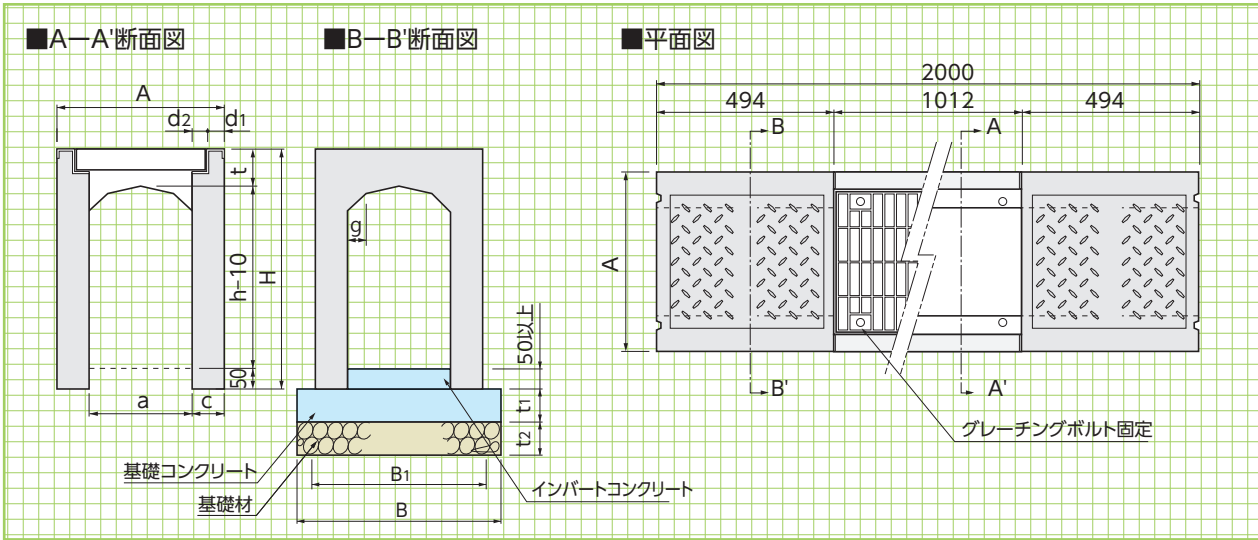 ■A－A'断面図
■B－B'断面図
■平面図
A
d2
d1
t
h-10
H
50
a
c
g
50以上
t1
t2
B1
B
基礎コンクリート
基礎材
インバートコンクリート
2000
494
1012
494
B
A
A
B'
A'
グレーチングボルト固定